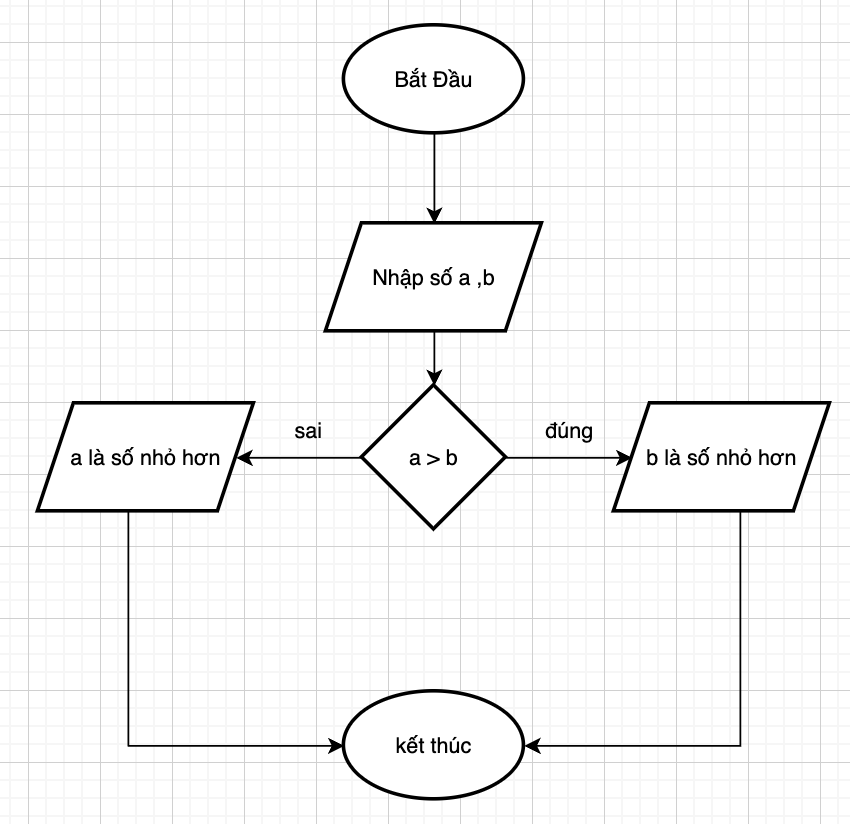 Bắt Đầu
Nhập số a ,b
sai
đúng
a là số nhỏ hơn
a > b
b là số nhỏ hơn
kết thúc